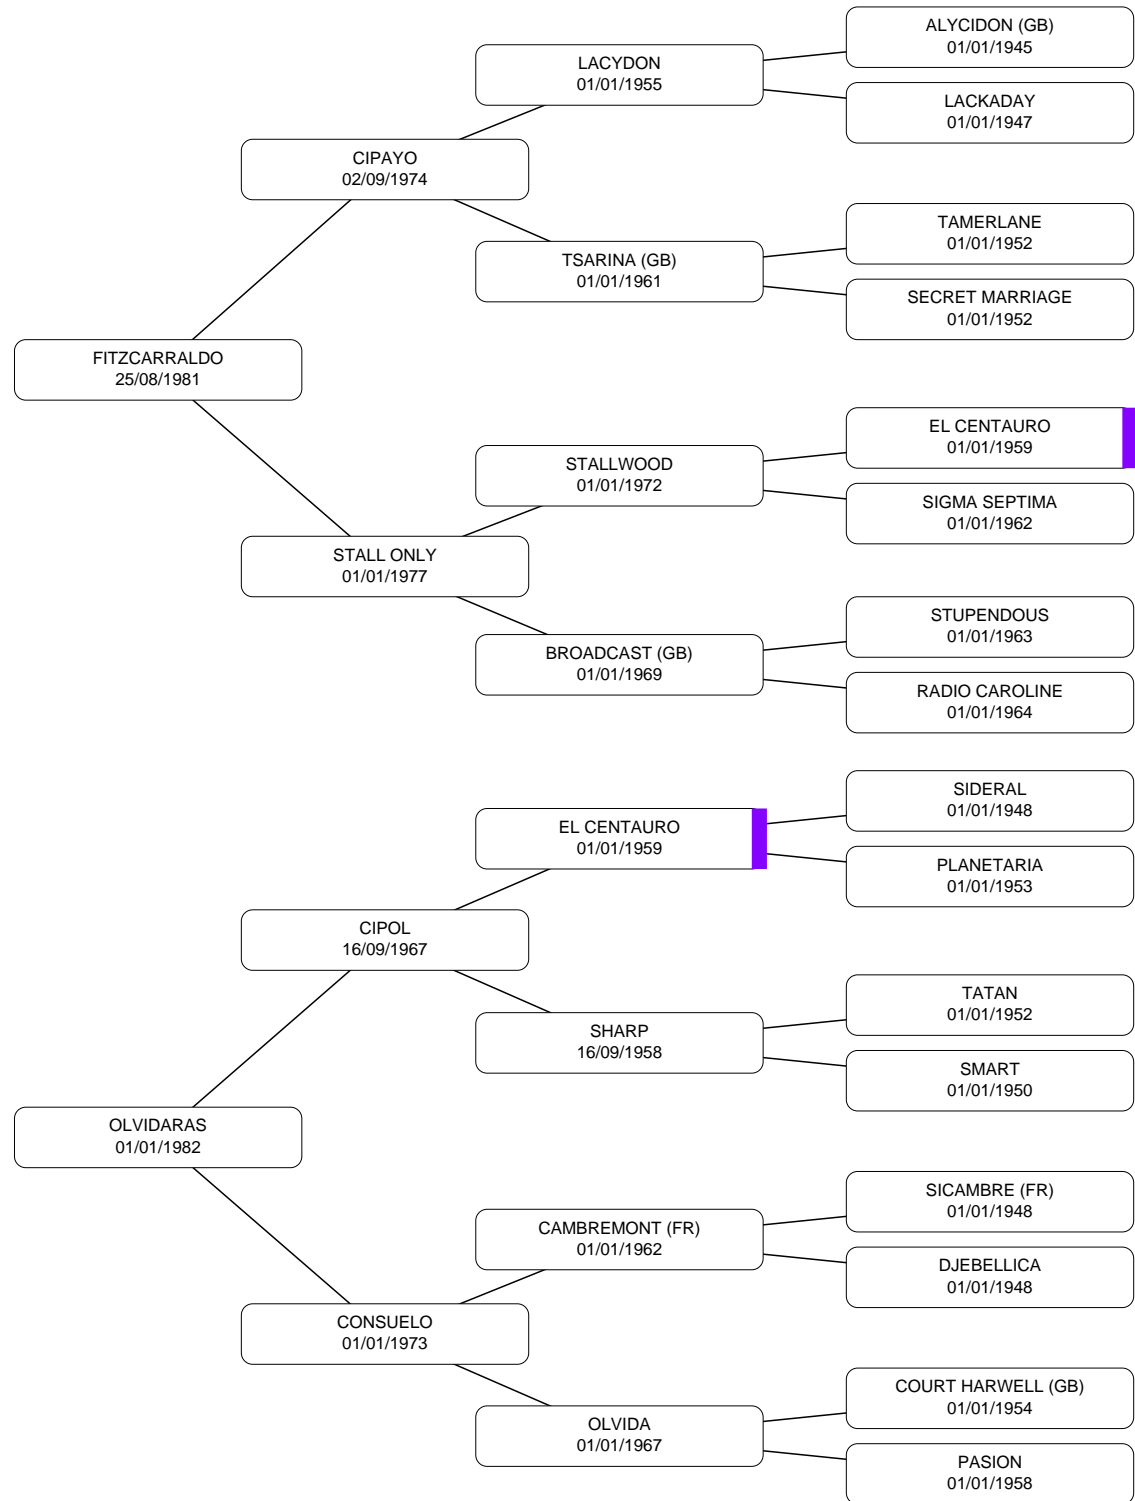 ALYCIDON (GB)
01/01/1945
LACYDON
01/01/1955
LACKADAY
01/01/1947
CIPAYO
02/09/1974
TAMERLANE
01/01/1952
TSARINA (GB)
01/01/1961
SECRET MARRIAGE
01/01/1952
FITZCARRALDO
25/08/1981
EL CENTAURO
01/01/1959
STALLWOOD
01/01/1972
SIGMA SEPTIMA
01/01/1962
STALL ONLY
01/01/1977
STUPENDOUS
01/01/1963
BROADCAST (GB)
01/01/1969
RADIO CAROLINE
01/01/1964
SIDERAL
01/01/1948
EL CENTAURO
01/01/1959
PLANETARIA
01/01/1953
CIPOL
16/09/1967
TATAN
01/01/1952
SHARP
16/09/1958
SMART
01/01/1950
OLVIDARAS
01/01/1982
SICAMBRE (FR)
01/01/1948
CAMBREMONT (FR)
01/01/1962
DJEBELLICA
01/01/1948
CONSUELO
01/01/1973
COURT HARWELL (GB)
01/01/1954
OLVIDA
01/01/1967
PASION
01/01/1958